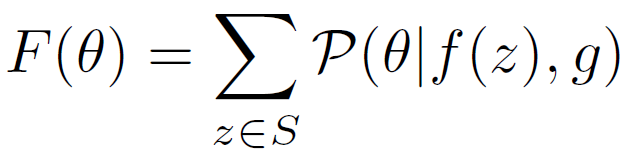 F(θ) = ∑_{z∈S} 𝒫(θ|f(z), g)